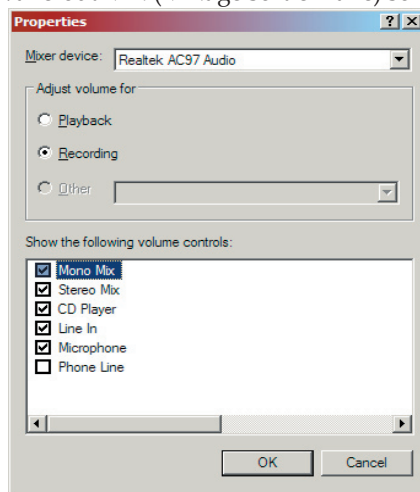 Properties
Mixer device: Realtek AC97 Audio
Adjust volume for
Playback
Recording
Other
Show the following volume controls:
Mono Mix
Stereo Mix
CD Player
Line In
Microphone
Phone Line
OK Cancel